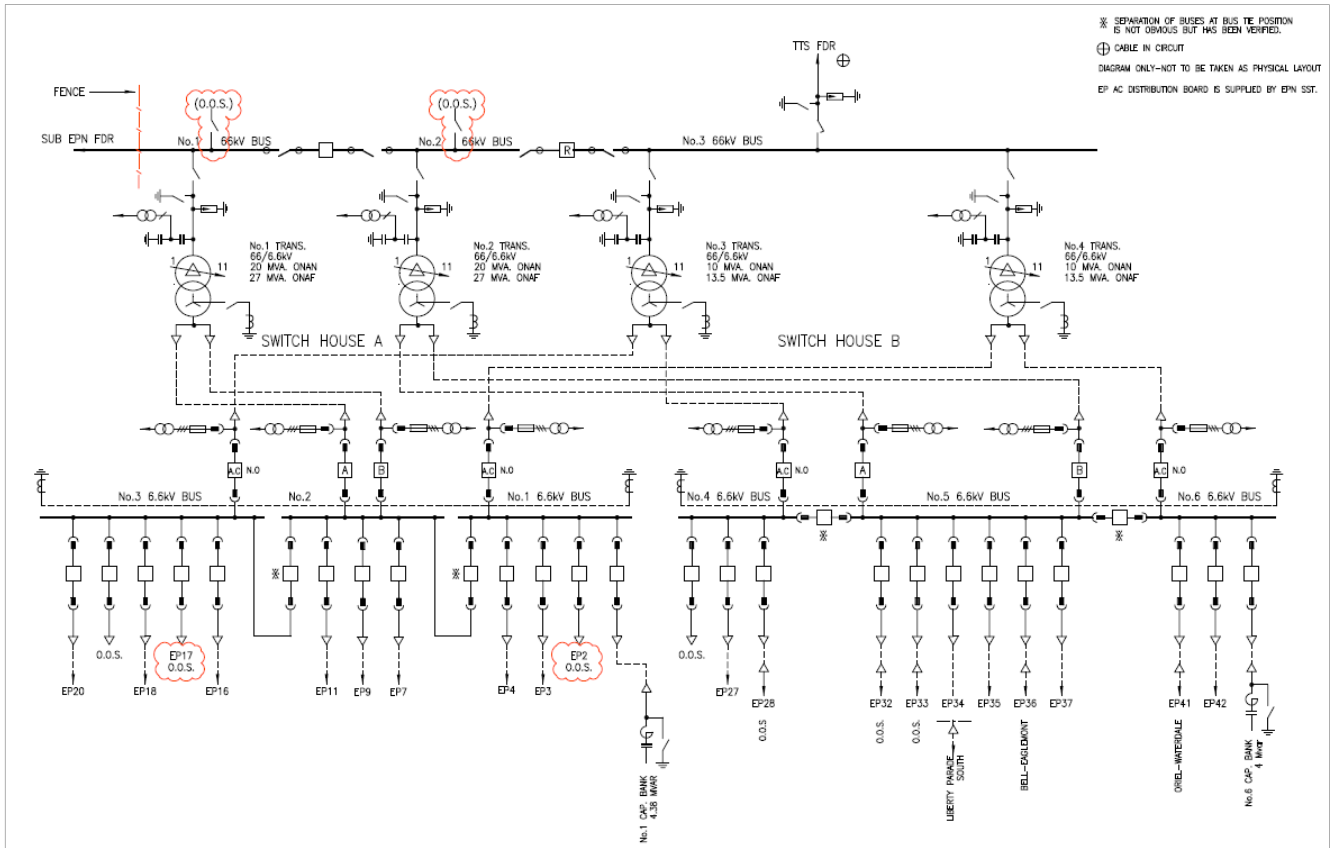 ※ SEPARATION OF BUSES AT BUS TIE POSITION
IS NOT OBVIOUS BUT HAS BEEN VERIFIED.
CABLE IN CIRCUIT
DIAGRAM ONLY-NOT TO BE TAKEN AS PHYSICAL LAYOUT
EP AC DISTRIBUTION BOARD IS SUPPLIED BY EPN SST.
TTS FDR
FENCE
(O.O.S.)
(O.O.S.)
SUB EPN FDR
No.1 66kV BUS
No.2 66kV BUS
R
No.3 66kV BUS
1
11
No.1 TRANS.
66/6.6kV
20 MVA. ONAN
27 MVA. ONAF
1
11
No.2 TRANS.
66/6.6kV
20 MVA. ONAN
27 MVA. ONAF
1
11
No.3 TRANS.
66/6.6kV
10 MVA. ONAN
13.5 MVA. ONAF
1
11
No.4 TRANS.
66/6.6kV
10 MVA. ONAN
13.5 MVA. ONAF
SWITCH HOUSE A
SWITCH HOUSE B
A.C N.O
A
B
A.C N.O
A.C N.O
A
B
A.C N.O
No.3 6.6kV BUS
No.2
No.1 6.6kV BUS
No.4 6.6kV BUS
No.5 6.6kV BUS
No.6 6.6kV BUS
※
※
※
※
EP20
O.O.S.
EP18
EP17
O.O.S.
EP16
EP11
EP9
EP7
EP4
EP3
EP2
O.O.S.
No.1 CAP. BANK
4.38 MVAR
O.O.S.
EP27
EP28
O.O.S
EP32
O.O.S.
EP33
O.O.S.
EP34
LIBERTY PARADE
SOUTH
EP35
EP36
BELL-EAGLEMONT
EP37
EP41
ORIEL-WATERDALE
EP42
No.6 CAP. BANK
4 Mvar